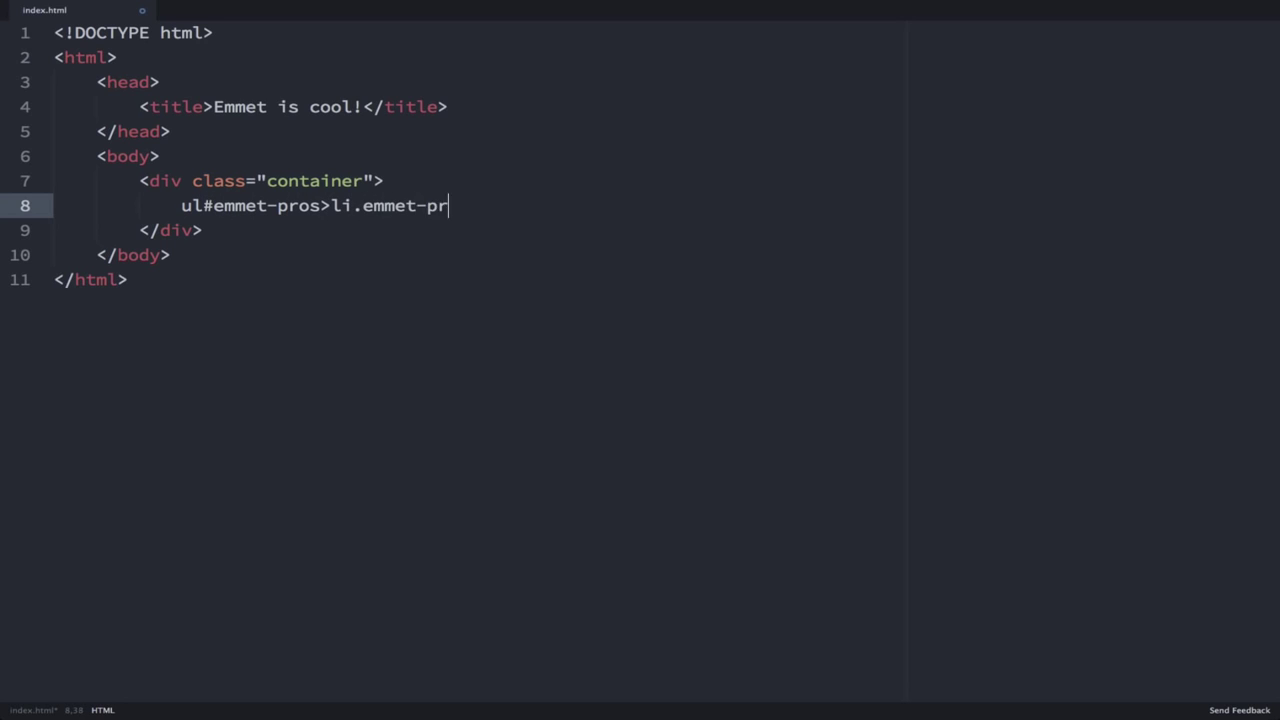 index.html
1 <!DOCTYPE html>
2 <html>
3     <head>
4         <title>Emmet is cool!</title>
5     </head>
6     <body>
7         <div class="container">
8             ul#emmet-pros>li.emmet-pr
9         </div>
10     </body>
11 </html>
index.html* 8,38 HTML Send Feedback